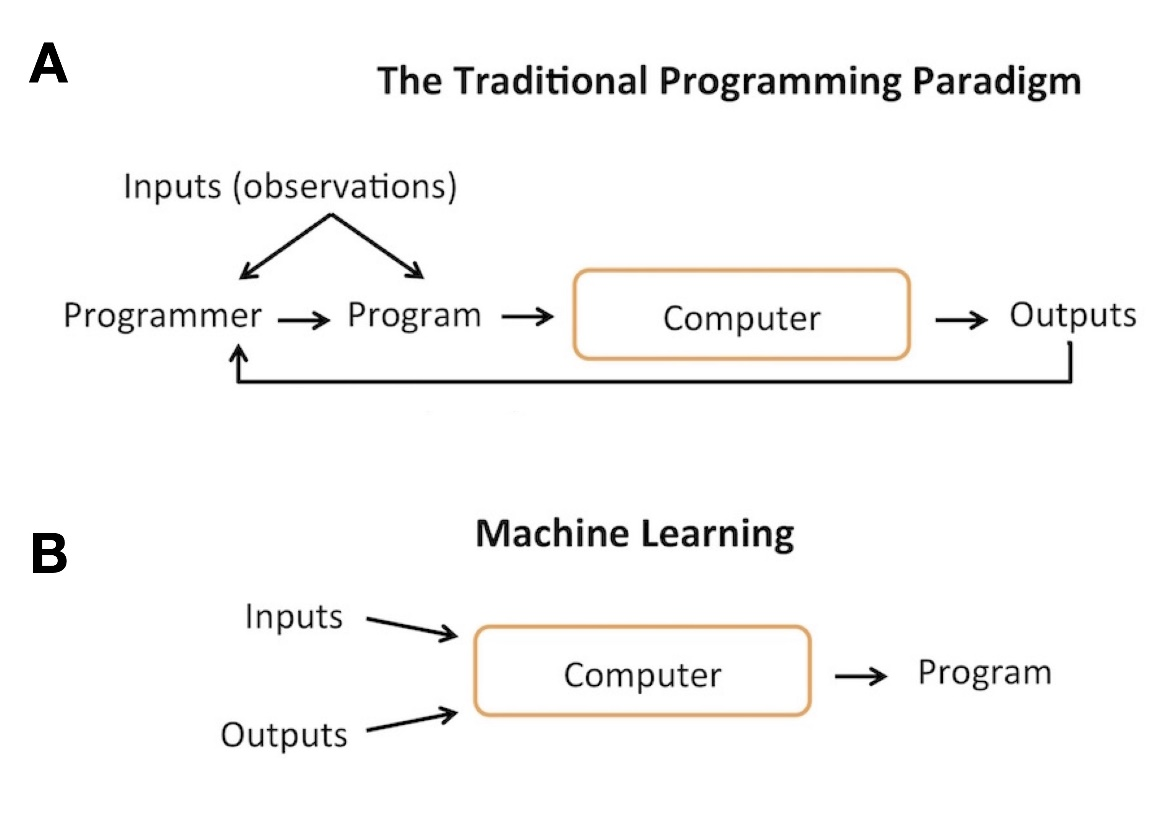 A
The Traditional Programming Paradigm
Inputs (observations)
Programmer
Program
Computer
Outputs
B
Machine Learning
Inputs
Computer
Program
Outputs